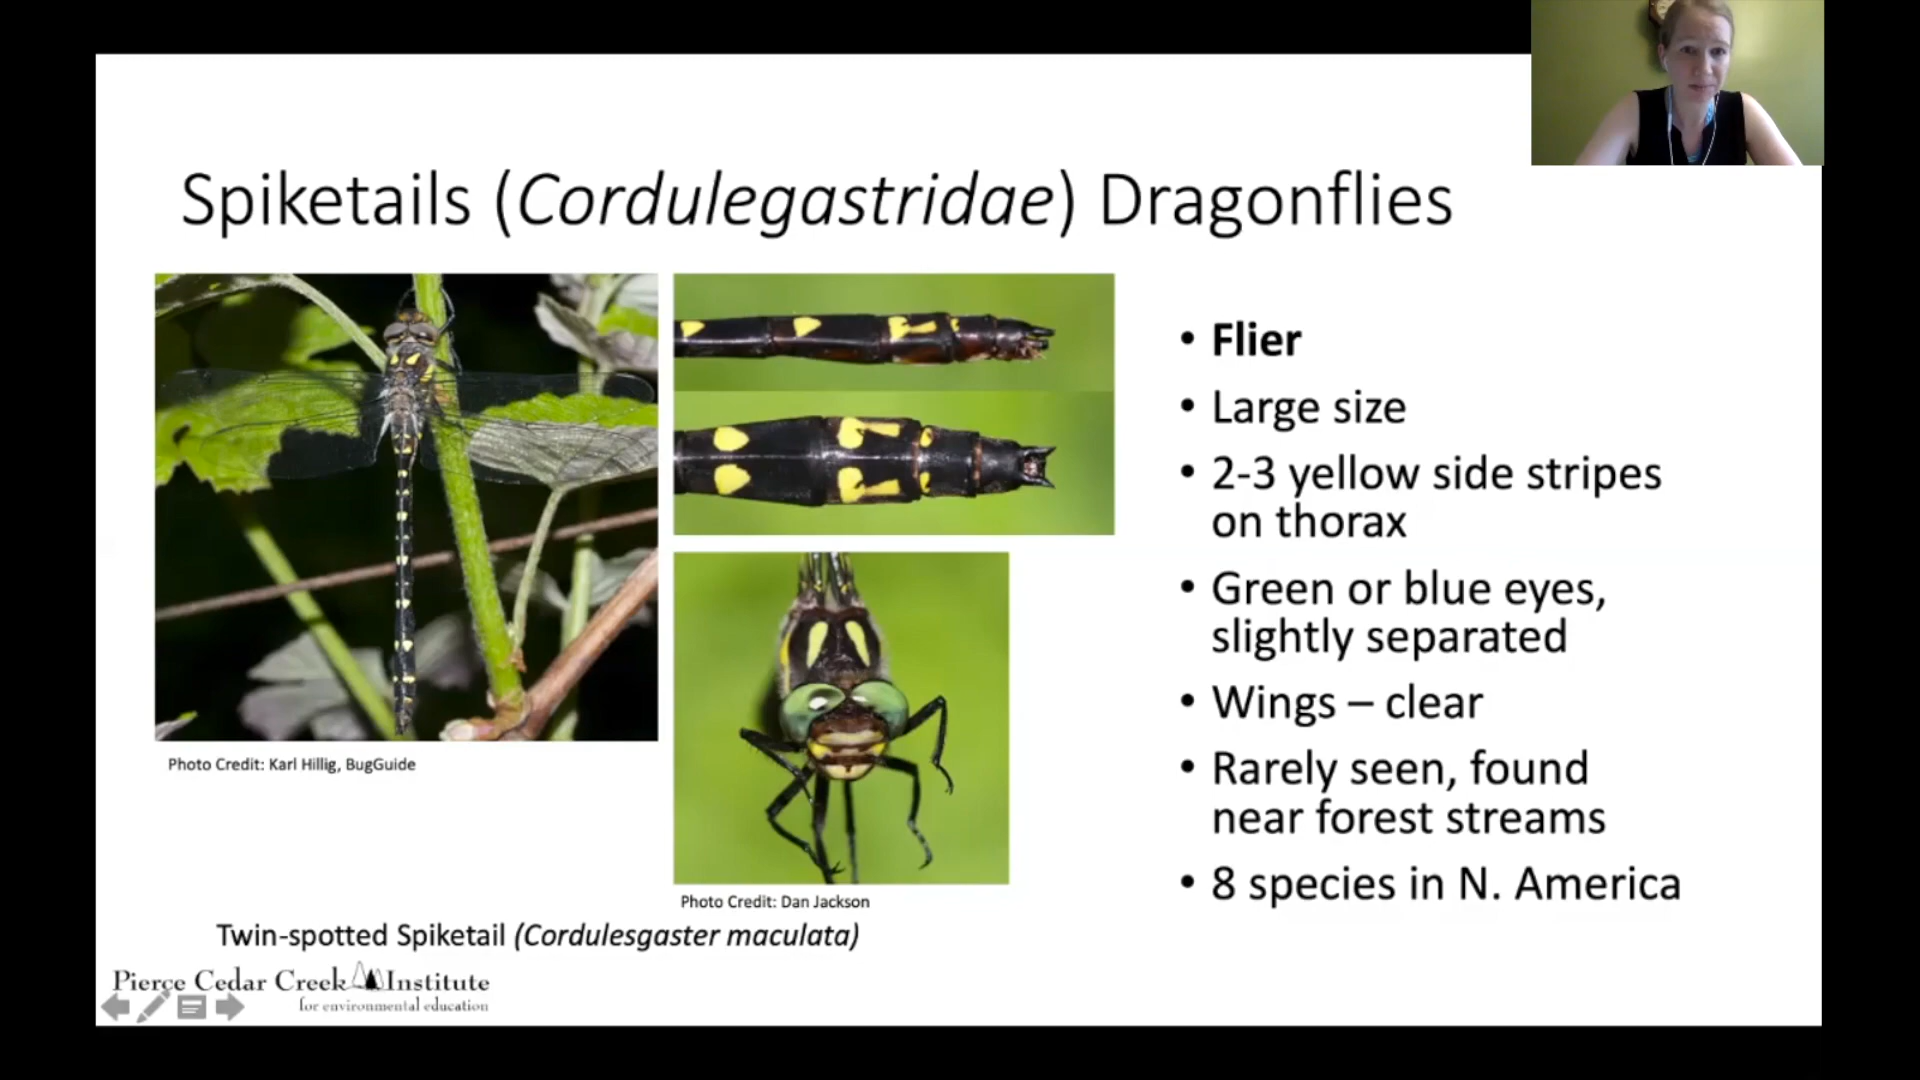 Spiketails (Cordulegastridae) Dragonflies
• Flier
• Large size
• 2-3 yellow side stripes
on thorax
• Green or blue eyes,
slightly separated
• Wings – clear
• Rarely seen, found
near forest streams
• 8 species in N. America
Photo Credit: Karl Hillig, BugGuide
Photo Credit: Dan Jackson
Twin-spotted Spiketail (Cordulesgaster maculata)
Pierce Cedar Creek Institute
for environmental education